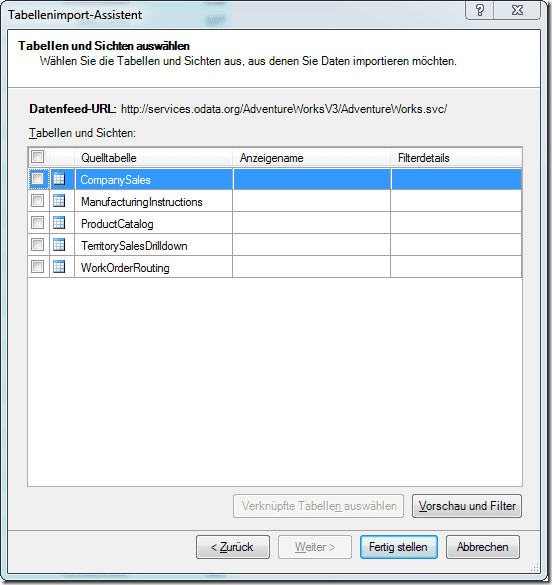 Tabellenimport-Assistent
Tabellen und Sichten auswählen
Wählen Sie die Tabellen und Sichten aus, aus denen Sie Daten importieren möchten.
Datenfeed-URL: http://services.odata.org/AdventureWorksV3/AdventureWorks.svc/
Tabellen und Sichten:
Quelltabelle Anzeigename Filterdetails
CompanySales
ManufacturingInstructions
ProductCatalog
TerritorySalesDrilldown
WorkOrderRouting
Verknüpfte Tabellen auswählen Vorschau und Filter
< Zurück Weiter > Fertig stellen Abbrechen